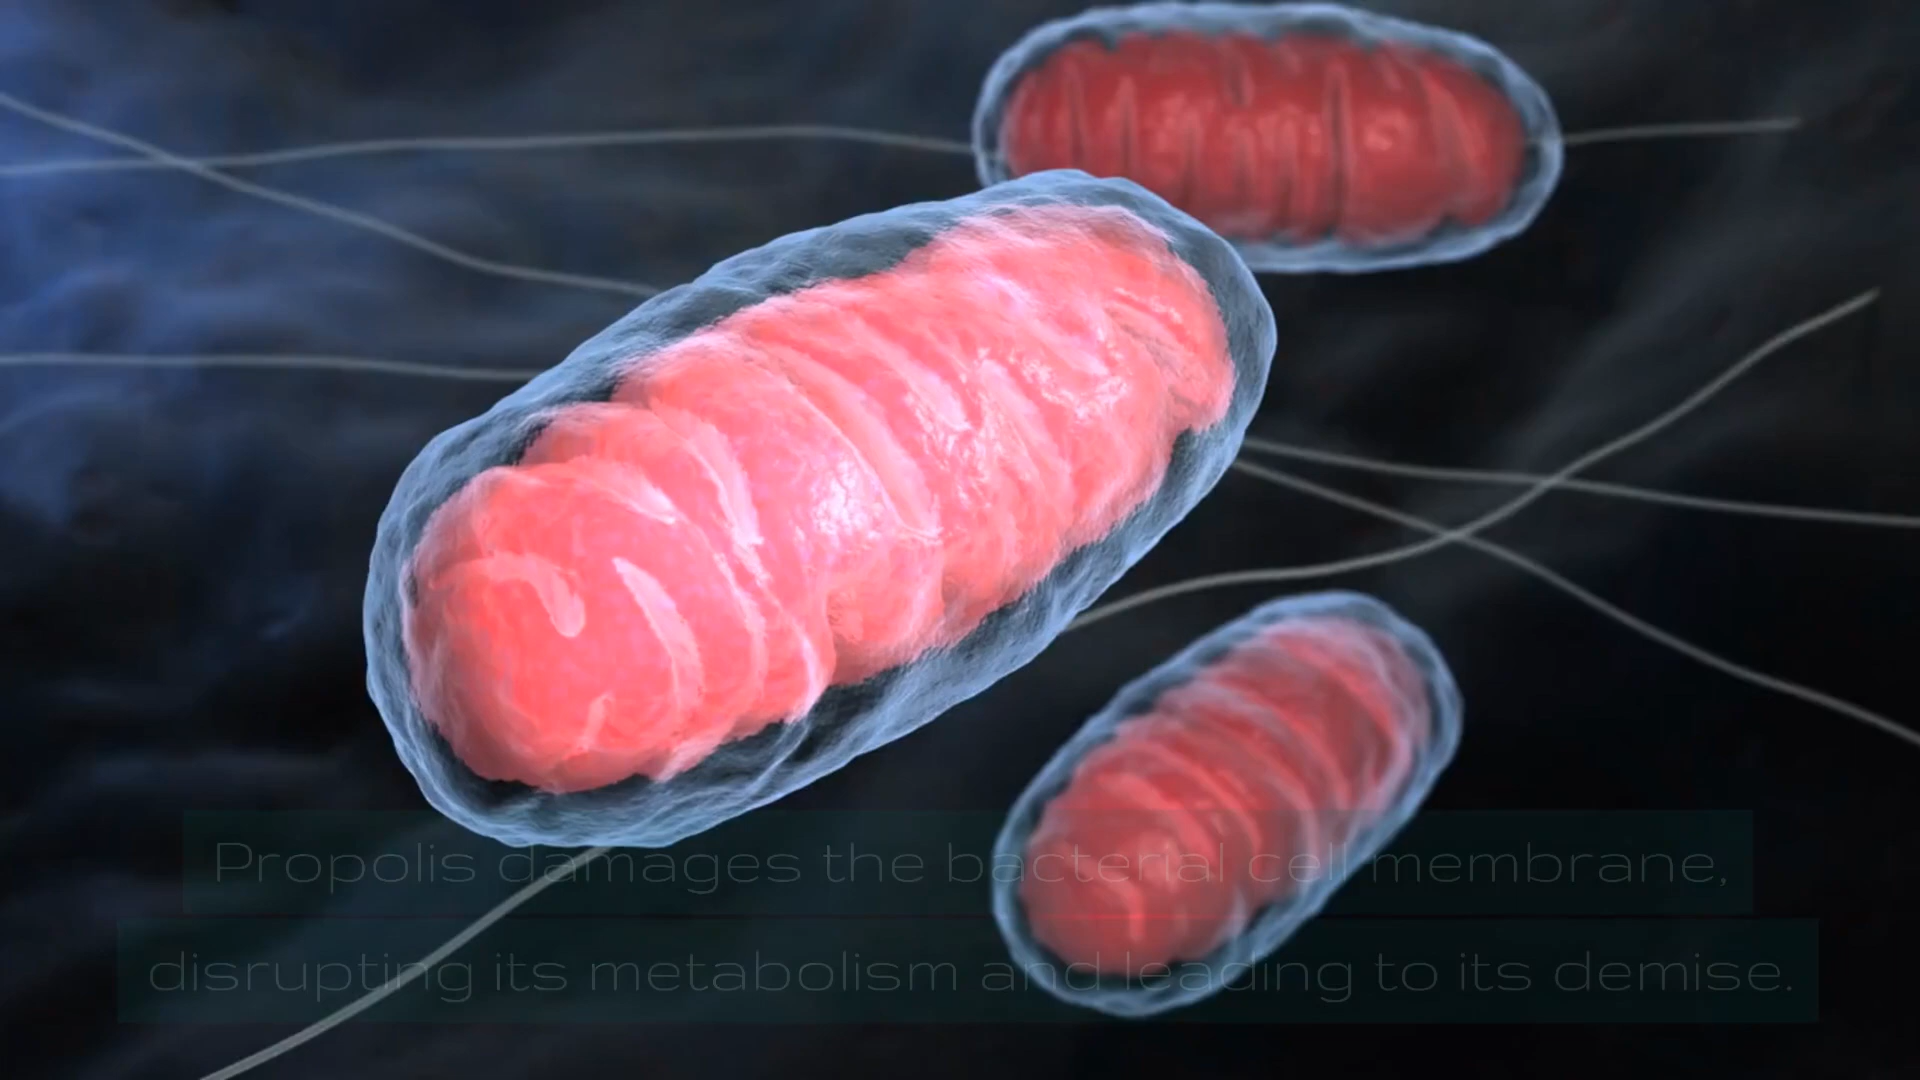 Propolis damages the bacterial cell membrane,
disrupting its metabolism and leading to its demise.